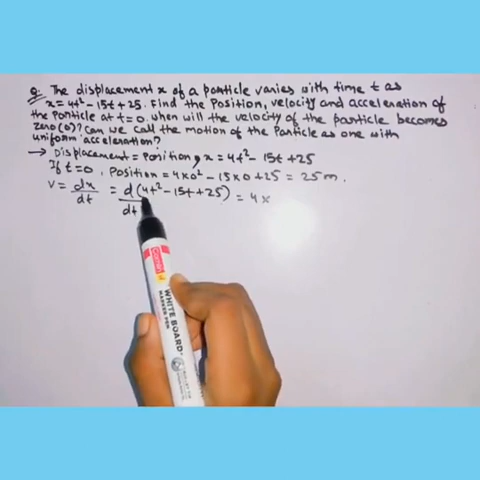 Q: The displacement x of a particle varies with time t as
x = 4t² - 15t + 25. Find the Position, velocity and acceleration of
the particle at t=0. When will the velocity of the particle becomes
zero(0)? Can we call the motion of the Particle as one with
uniform acceleration?
→ Displacement = Position, x = 4t² - 15t + 25
If t=0, Position = 4×0² - 15×0 + 25 = 25 m.
V = dx/dt = d(4t² - 15t + 25)/dt = 4×
Camlin
WHITE BOARD
MARKER PEN